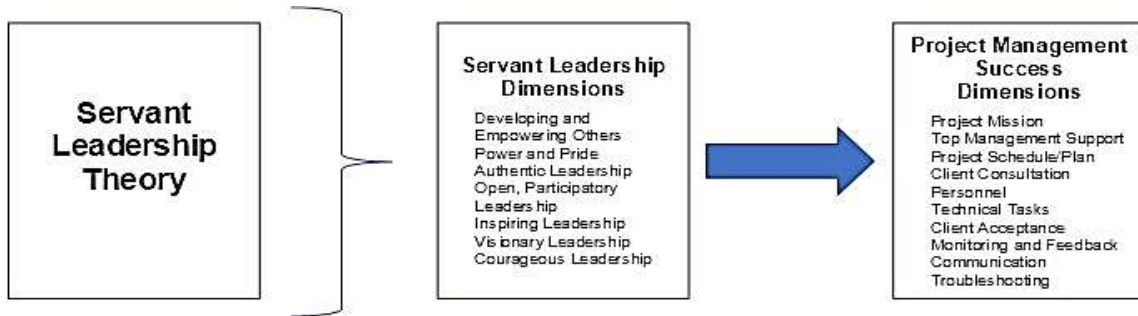 Servant
Leadership
Theory
Servant Leadership
Dimensions
Developing and
Empowering Others
Power and Pride
Authentic Leadership
Open, Participatory
Leadership
Inspiring Leadership
Visionary Leadership
Courageous Leadership
Project Management
Success
Dimensions
Project Mission
Top Management Support
Project Schedule/Plan
Client Consultation
Personnel
Technical Tasks
Client Acceptance
Monitoring and Feedback
Communication
Troubleshooting